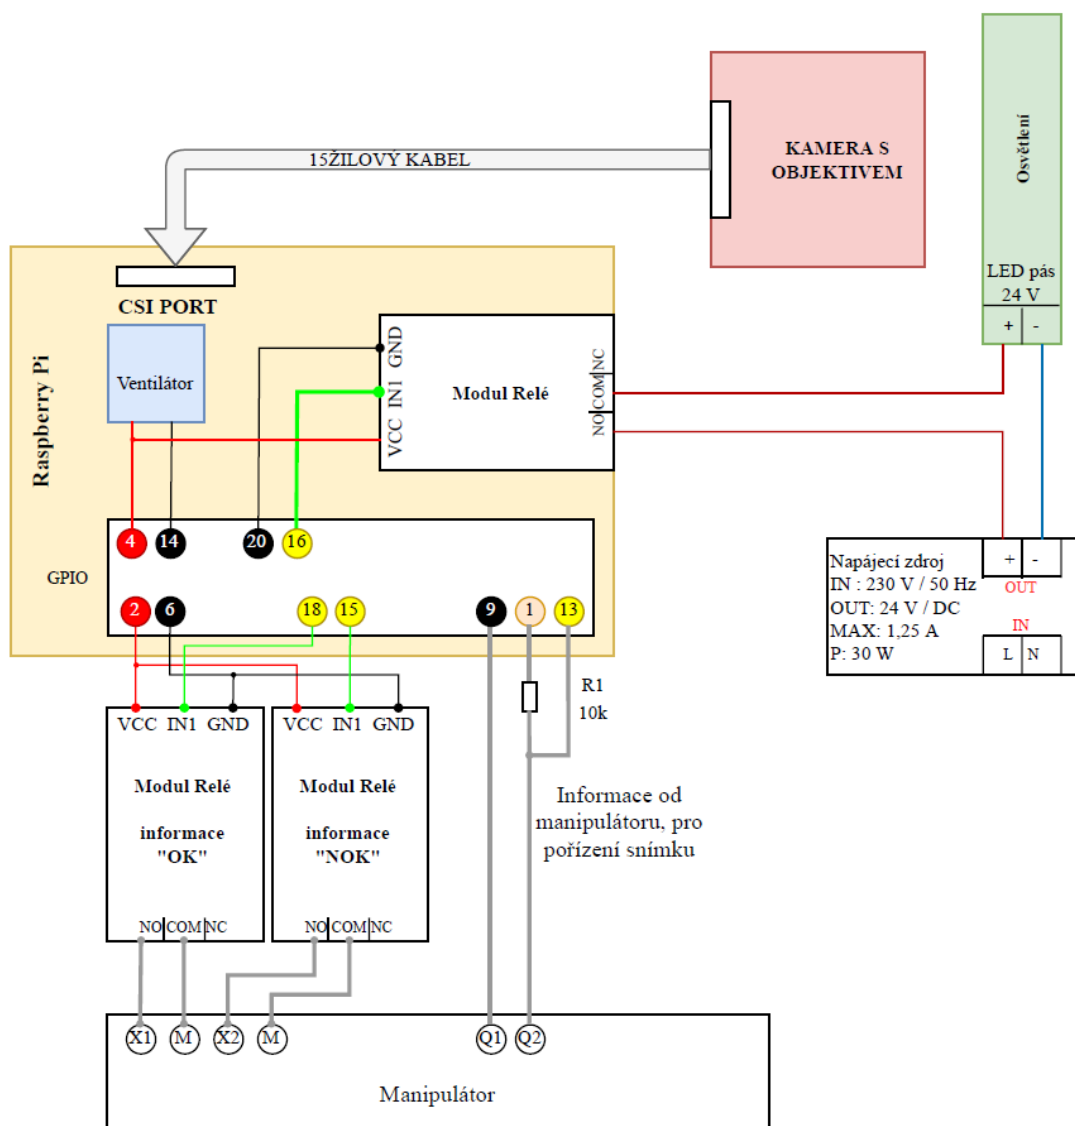 15ŽILOVÝ KABEL
KAMERA S
OBJEKTIVEM
Osvětlení
LED pás
24 V
+ -
CSI PORT
Raspberry Pi
Ventilátor
GND
IN1
VCC
Modul Relé
NC
COM
NO
4 14 20 16
GPIO
2 6 18 15 9 1 13
Napájecí zdroj
IN : 230 V / 50 Hz
OUT: 24 V / DC
MAX: 1,25 A
P: 30 W
+ -
OUT
IN
L N
R1
10k
VCC IN1 GND
Modul Relé
informace
"OK"
NO COM NC
VCC IN1 GND
Modul Relé
informace
"NOK"
NO COM NC
Informace od
manipulátoru, pro
pořízení snímku
X1 M X2 M Q1 Q2
Manipulátor